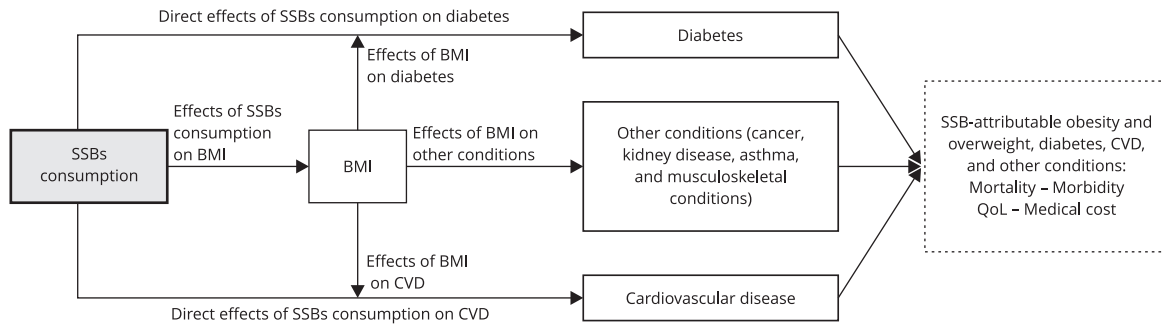 Direct effects of SSBs consumption on diabetes
Diabetes
Effects of BMI
on diabetes
Effects of SSBs
consumption
on BMI
SSBs
consumption
BMI
Effects of BMI on
other conditions
Other conditions (cancer,
kidney disease, asthma,
and musculoskeletal
conditions)
SSB-attributable obesity and
overweight, diabetes, CVD,
and other conditions:
Mortality – Morbidity
QoL – Medical cost
Effects of BMI
on CVD
Cardiovascular disease
Direct effects of SSBs consumption on CVD